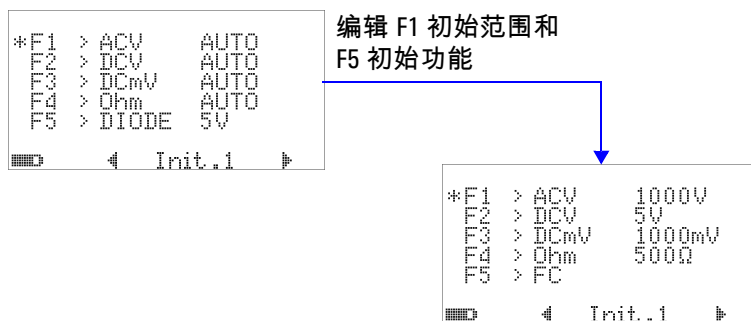 *F1 > ACV AUTO
F2 > DCV AUTO
F3 > DCmV AUTO
F4 > Ohm AUTO
F5 > DIODE 5V
Init.1
编辑 F1 初始范围和
F5 初始功能
*F1 > ACV 1000V
F2 > DCV 5V
F3 > DCmV 1000mV
F4 > Ohm 500Ω
F5 > FC
Init.1